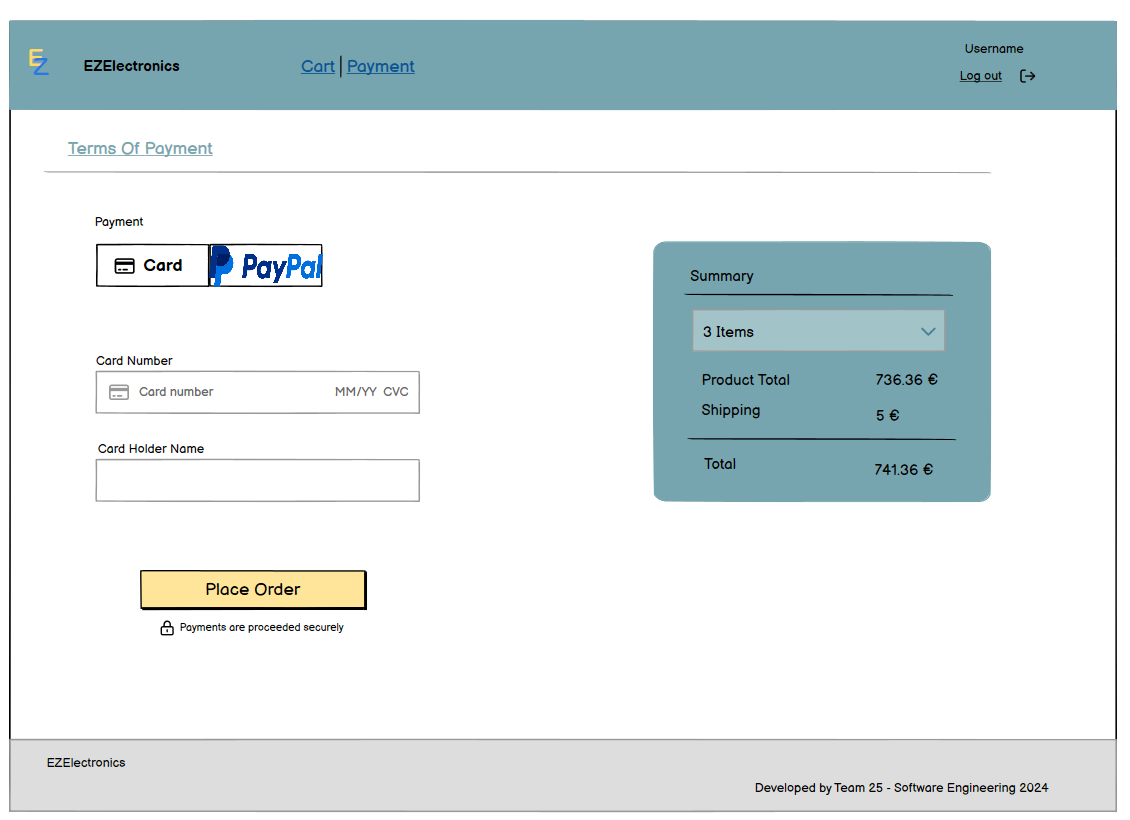 EZ
EZElectronics
Cart | Payment
Username
Log out
Terms Of Payment
Payment
Card
PayPal
Card Number
Card number MM/YY CVC
Card Holder Name
Place Order
Payments are proceeded securely
Summary
3 Items
Product Total 736.36 €
Shipping 5 €
Total 741.36 €
EZElectronics
Developed by Team 25 - Software Engineering 2024